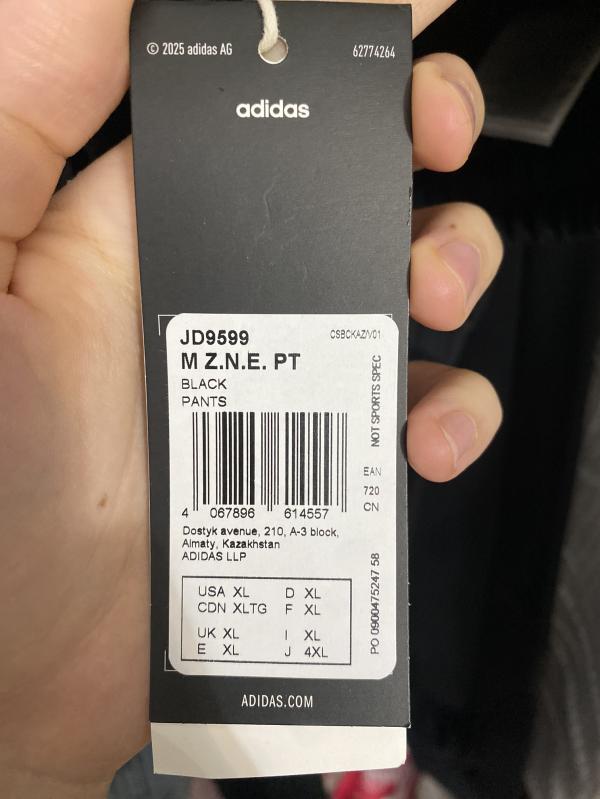 © 2025 adidas AG
62774264
adidas
JD9599
CSBCKAZ/V01
M Z.N.E. PT
BLACK
PANTS
NOT SPORTS SPEC
EAN
720
CN
4 067896 614557
Dostyk avenue, 210, A-3 block,
Almaty, Kazakhstan
ADIDAS LLP
USA XL D XL
CDN XLTG F XL
UK XL I XL
E XL J 4XL
PO 0900475247 58
ADIDAS.COM